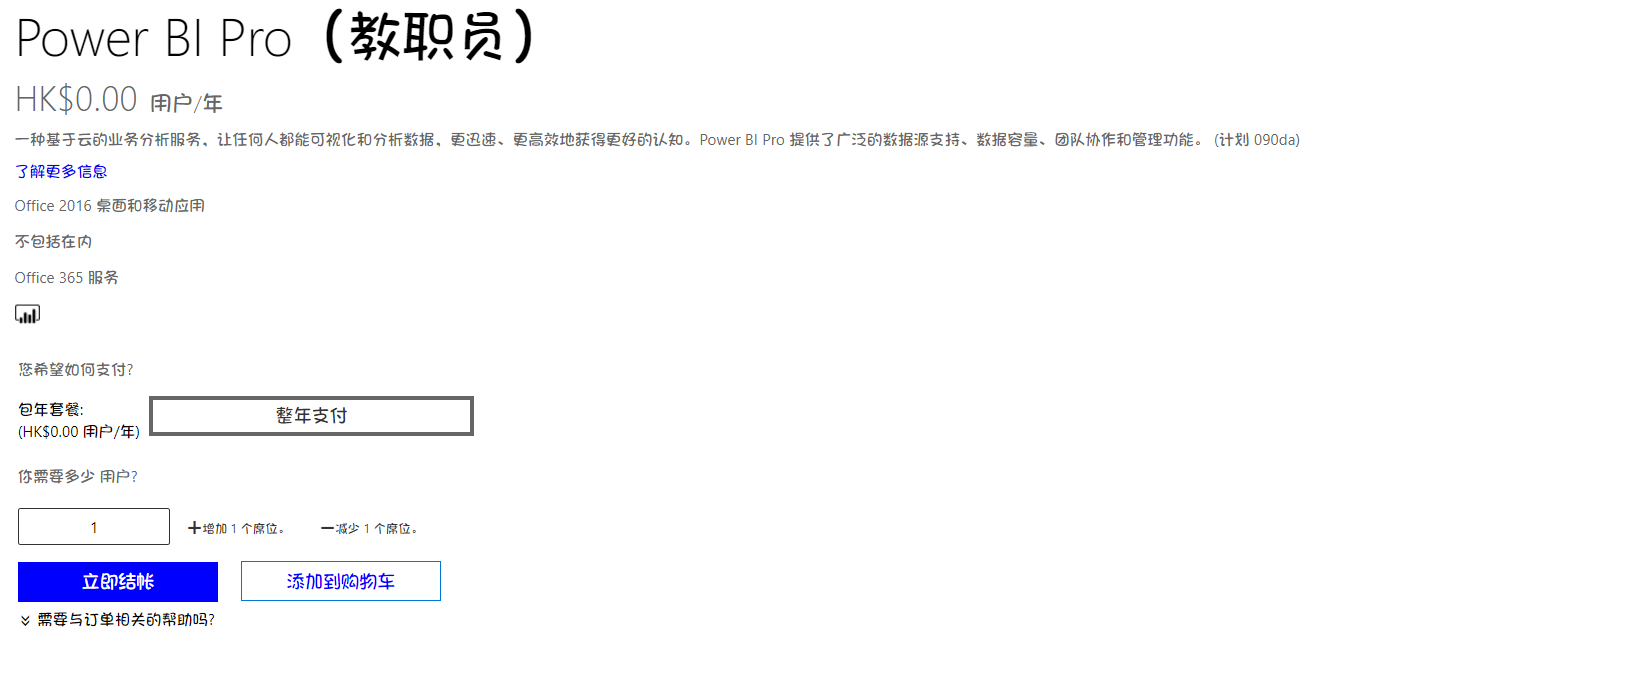 Power BI Pro（教职员）
HK$0.00 用户/年
一种基于云的业务分析服务，让任何人都能可视化和分析数据，更迅速、更高效地获得更好的认知。Power BI Pro 提供了广泛的数据源支持、数据容量、团队协作和管理功能。 (计划 090da)
了解更多信息
Office 2016 桌面和移动应用
不包括在内
Office 365 服务
您希望如何支付?
包年套餐:
(HK$0.00 用户/年)
整年支付
你需要多少 用户?
1 +增加 1 个席位。 −减少 1 个席位。
立即结帐 添加到购物车
需要与订单相关的帮助吗?